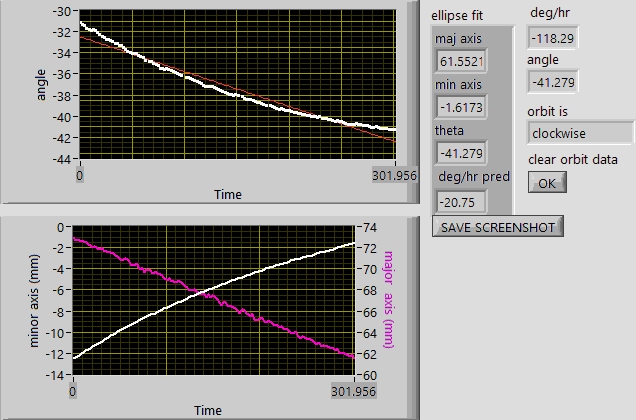 -30
-32
-34
-36
-38
-40
-42
-44
angle
0
301.956
Time
ellipse fit
maj axis
61.5521
min axis
-1.6173
theta
-41.279
deg/hr pred
-20.75
SAVE SCREENSHOT
deg/hr
-118.29
angle
-41.279
orbit is
clockwise
clear orbit data
OK
0
-2
-4
-6
-8
-10
-12
-14
minor axis (mm)
74
72
70
68
66
64
62
60
major axis (mm)
0
301.956
Time